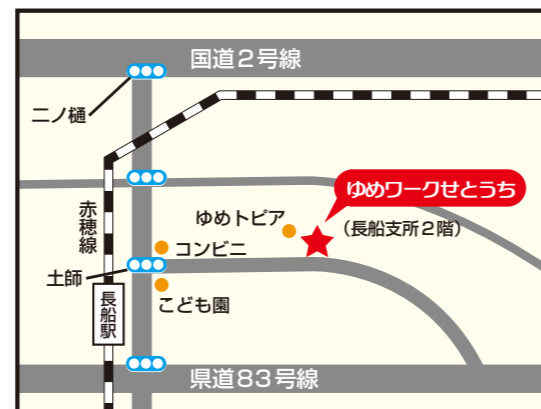 国道2号線
二ノ樋
ゆめワークせとうち
赤穂線
ゆめトピア
(長船支所2階)
コンビニ
土師
長船駅
こども園
県道83号線